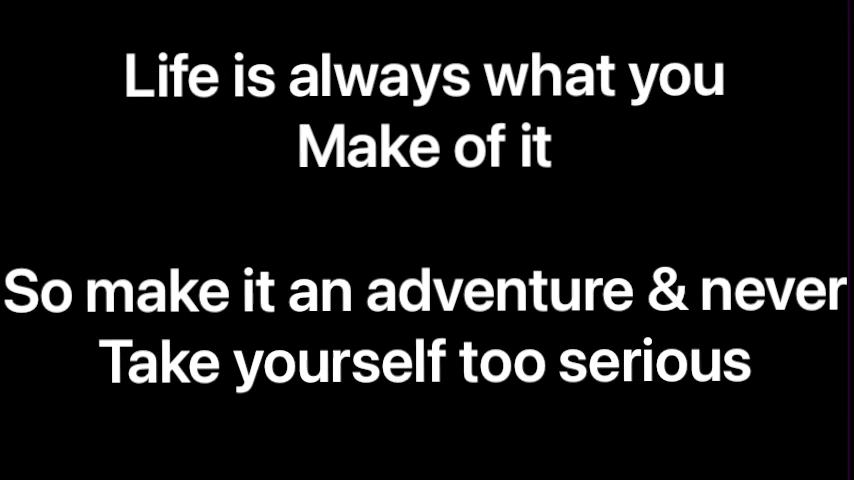 Life is always what you
Make of it
So make it an adventure & never
Take yourself too serious